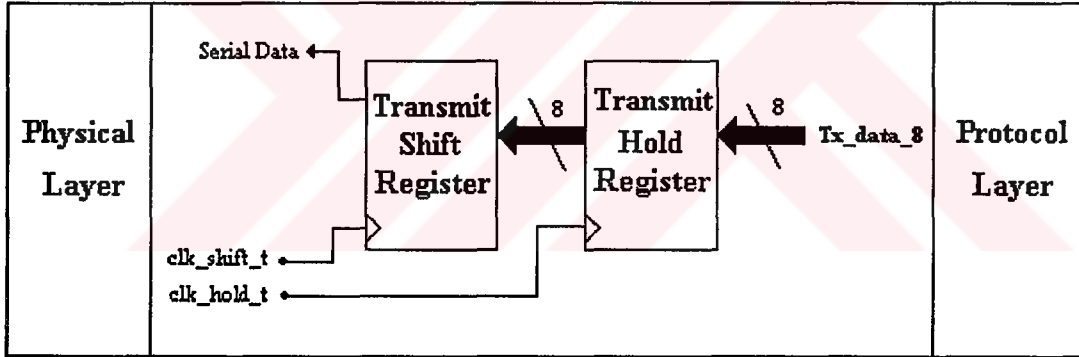 Physical
Layer
Serial Data
Transmit
Shift
Register
8
Transmit
Hold
Register
8
Tx_data_8
Protocol
Layer
clk_shift_t
clk_hold_t